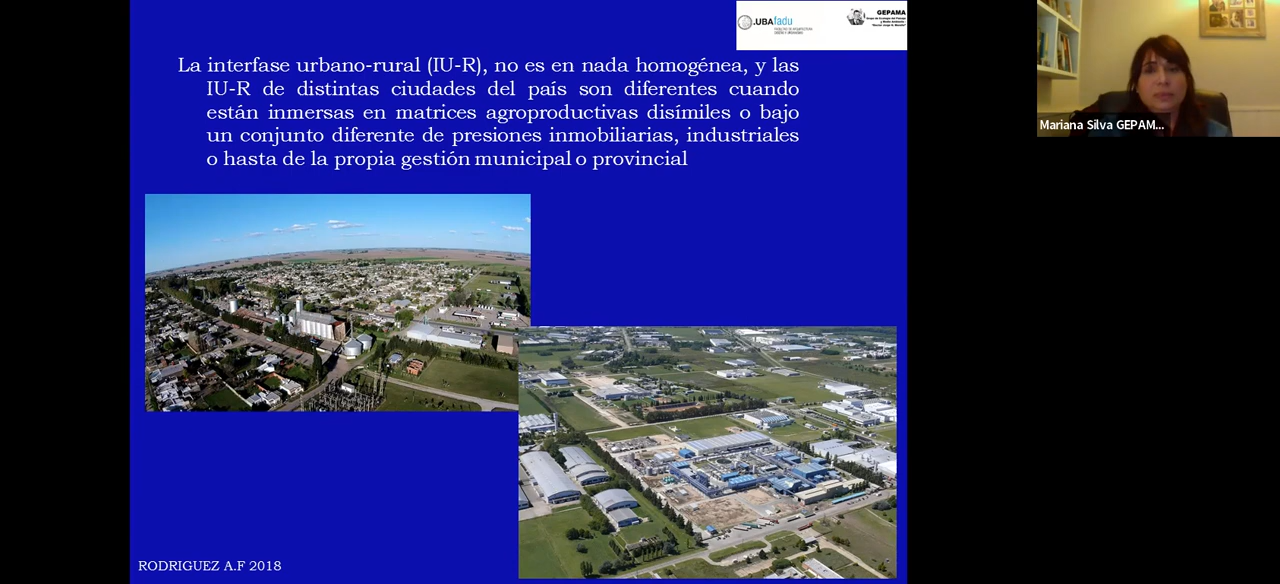 .UBAfadu
GEPAMA
La interfase urbano-rural (IU-R), no es en nada homogénea, y las
IU-R de distintas ciudades del país son diferentes cuando
están inmersas en matrices agroproductivas disímiles o bajo
un conjunto diferente de presiones inmobiliarias, industriales
o hasta de la propia gestión municipal o provincial
Mariana Silva GEPAM...
RODRIGUEZ A.F 2018